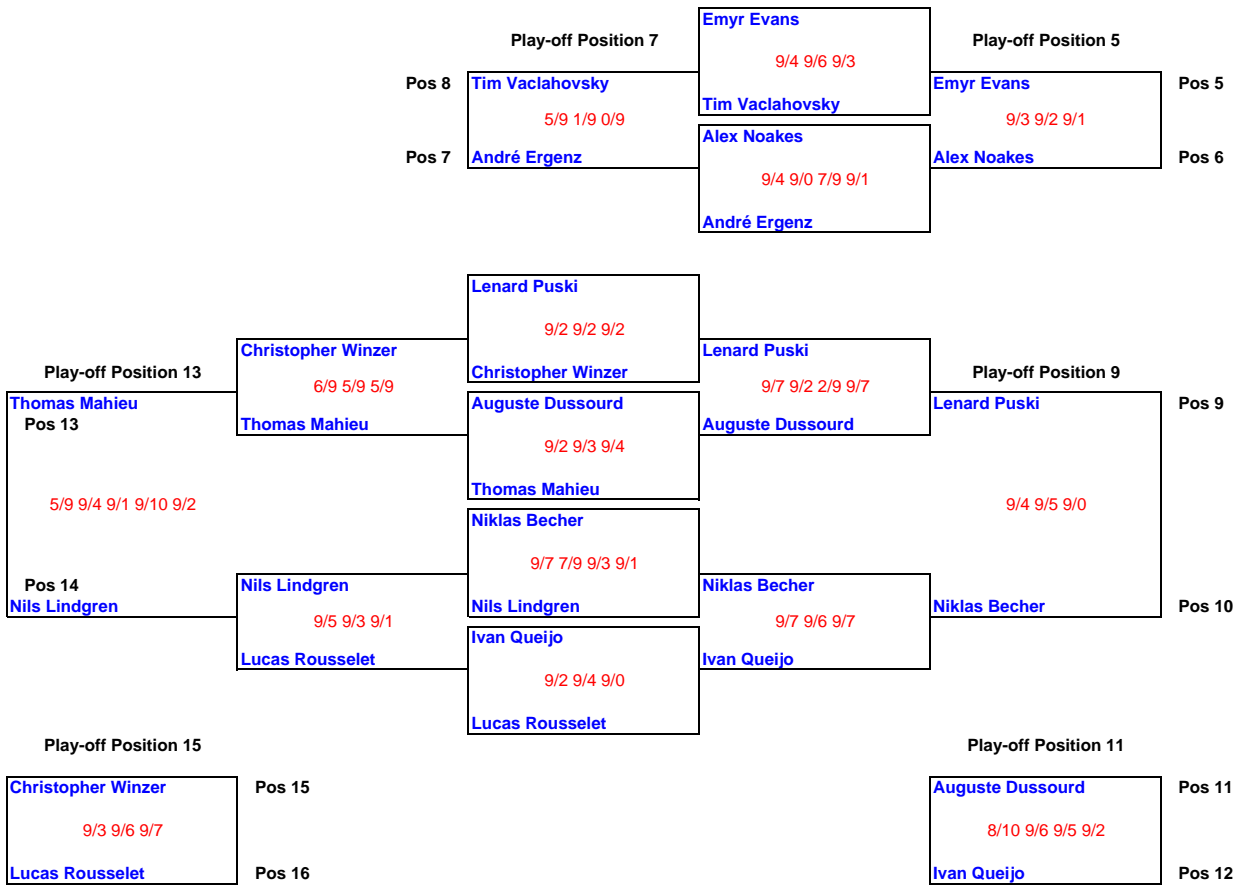 Emyr Evans
Play-off Position 7
Play-off Position 5
9/4 9/6 9/3
Pos 8 Tim Vaclahovsky
Emyr Evans Pos 5
Tim Vaclahovsky
5/9 1/9 0/9
9/3 9/2 9/1
Alex Noakes
Pos 7 André Ergenz
Alex Noakes Pos 6
9/4 9/0 7/9 9/1
André Ergenz
Lenard Puski
9/2 9/2 9/2
Christopher Winzer
Lenard Puski
Play-off Position 13
Christopher Winzer
Play-off Position 9
6/9 5/9 5/9
9/7 9/2 2/9 9/7
Thomas Mahieu
Auguste Dussourd
Lenard Puski Pos 9
Pos 13
Thomas Mahieu
Auguste Dussourd
9/2 9/3 9/4
Thomas Mahieu
5/9 9/4 9/1 9/10 9/2
9/4 9/5 9/0
Niklas Becher
9/7 7/9 9/3 9/1
Pos 14
Nils Lindgren
Niklas Becher
Nils Lindgren
Nils Lindgren
Niklas Becher Pos 10
9/5 9/3 9/1
9/7 9/6 9/7
Ivan Queijo
Lucas Rousselet
Ivan Queijo
9/2 9/4 9/0
Lucas Rousselet
Play-off Position 15
Play-off Position 11
Christopher Winzer Pos 15
Auguste Dussourd Pos 11
9/3 9/6 9/7
8/10 9/6 9/5 9/2
Lucas Rousselet Pos 16
Ivan Queijo Pos 12